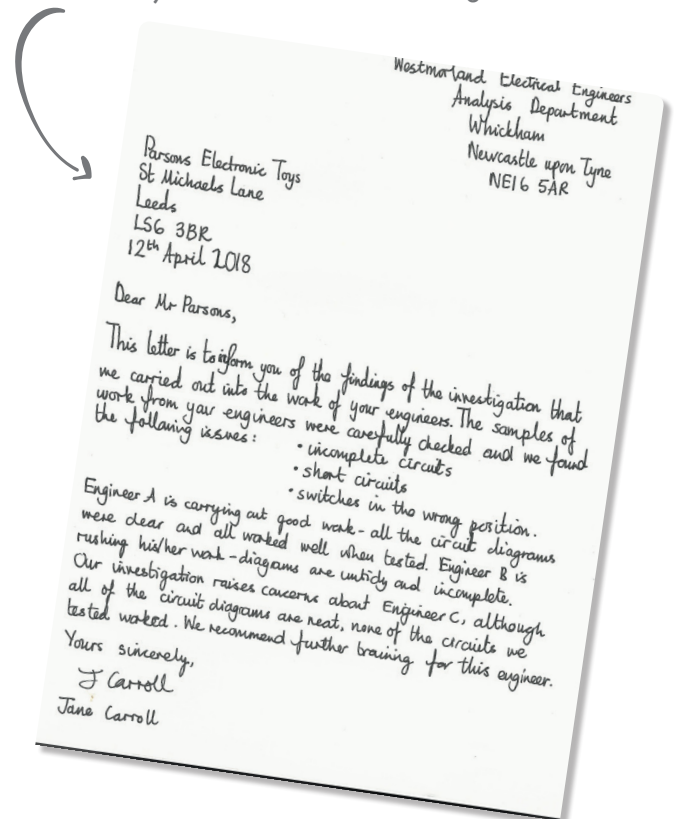 Westmorland Electrical Engineers
Analysis Department
Whickham
Newcastle upon Tyne
NE16 5AR
Parsons Electronic Toys
St Michaels Lane
Leeds
LS6 3BR
12th April 2018
Dear Mr Parsons,
This letter is to inform you of the findings of the investigation that
we carried out into the work of your engineers. The samples of
work from your engineers were carefully checked and we found
the following issues:
• incomplete circuits
• short circuits
• switches in the wrong position.
Engineer A is carrying out good work - all the circuit diagrams
were clear and all worked well when tested. Engineer B is
rushing his/her work - diagrams are untidy and incomplete.
Our investigation raises concerns about Engineer C, although
all of the circuit diagrams are neat, none of the circuits we
tested worked. We recommend further training for this engineer.
Yours sincerely,
J Carroll
Jane Carroll